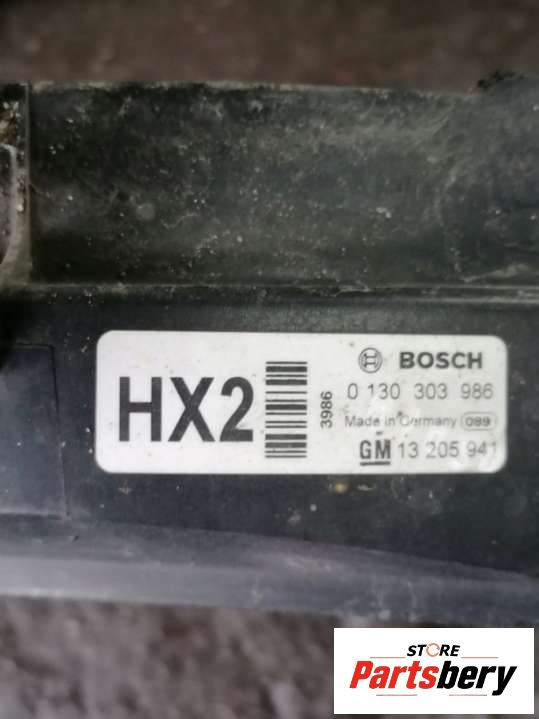 HX2
3986
BOSCH
0 130 303 986
Made in Germany 089
GM 13 205 941
STORE
Partsbery